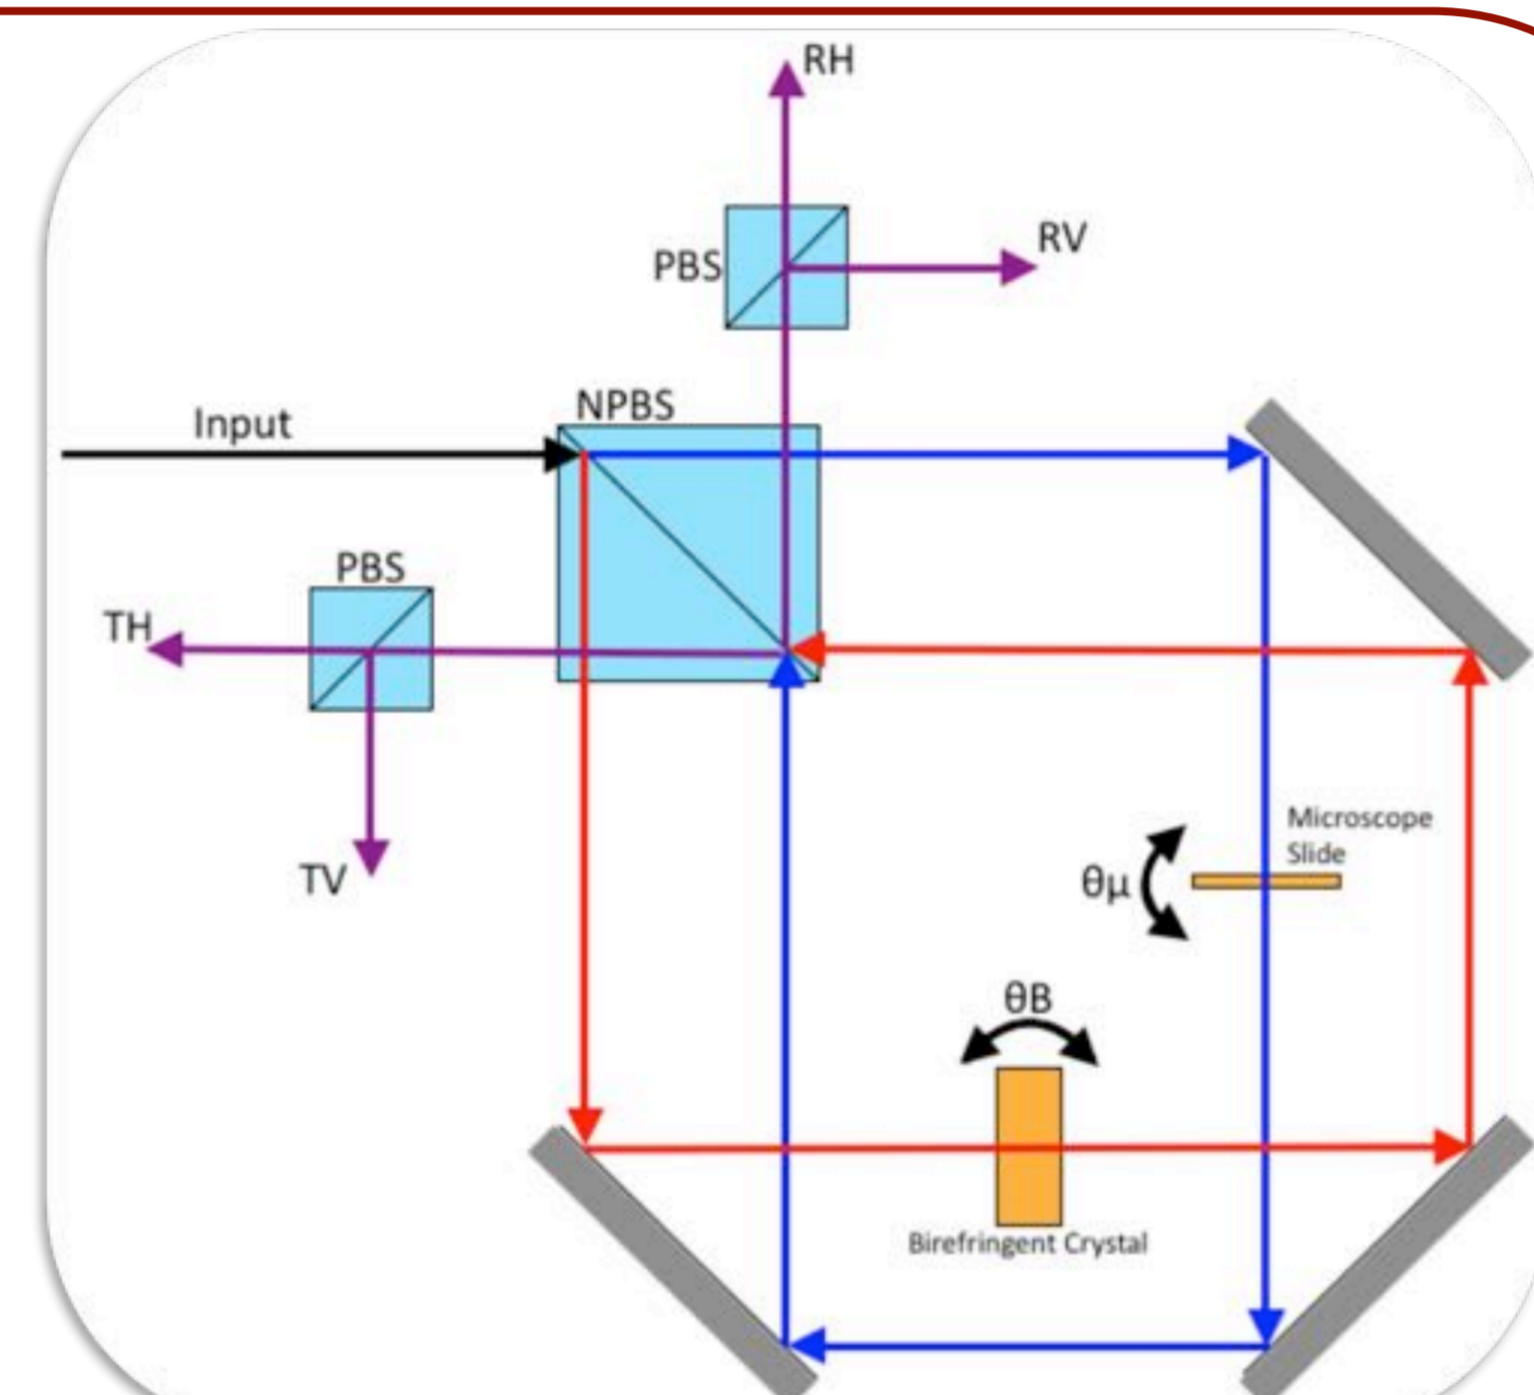 RH
RV
PBS
NPBS
Input
PBS
TH
TV
Microscope
Slide
θμ
θB
Birefringent Crystal